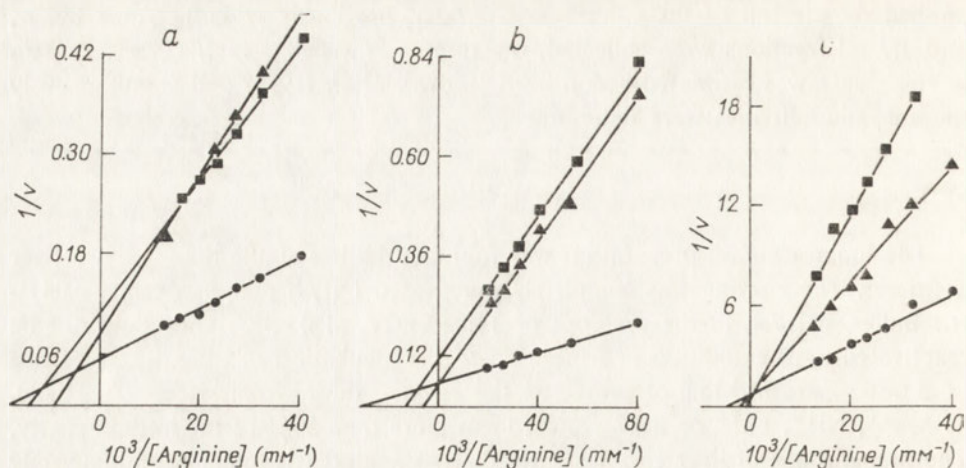 a
b
c
0.42
0.30
0.18
0.06
1/v
0 20 40
10³/[Arginine] (mM⁻¹)
0.84
0.60
0.36
0.12
1/v
0 40 80
10³/[Arginine] (mM⁻¹)
18
12
6
1/v
0 20 40
10³/[Arginine] (mM⁻¹)